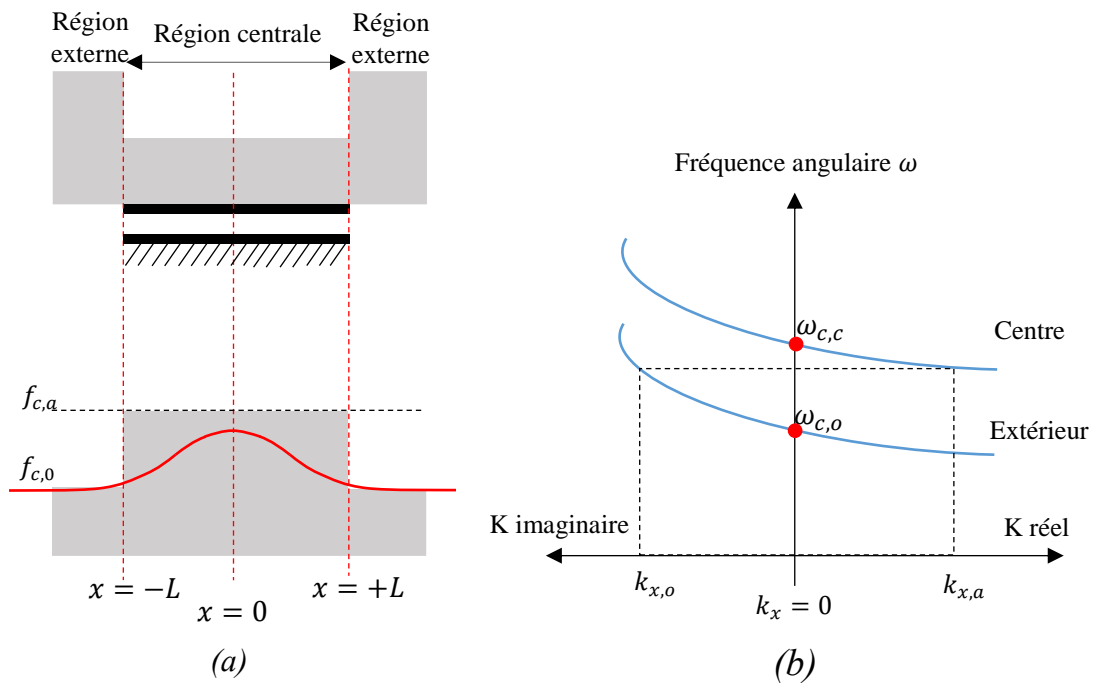 Région
externe
Région centrale
Région
externe
f_{c,a}
f_{c,0}
x = −L
x = 0
x = +L
(a)
Fréquence angulaire ω
ω_{c,c}
Centre
ω_{c,o}
Extérieur
K imaginaire
K réel
k_{x,o}
k_x = 0
k_{x,a}
(b)